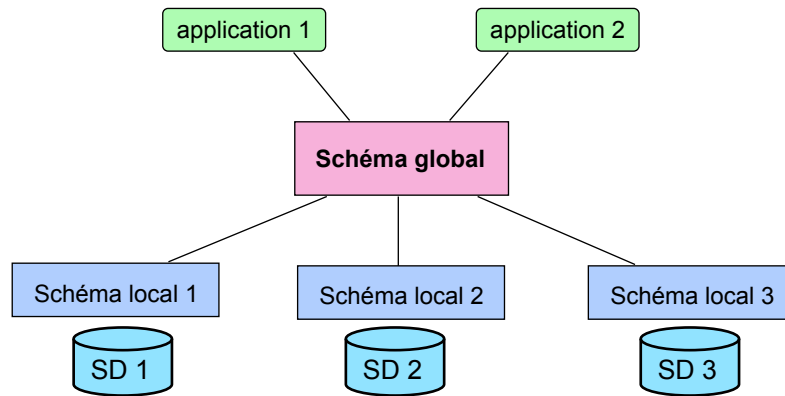 application 1
application 2
Schéma global
Schéma local 1
Schéma local 2
Schéma local 3
SD 1
SD 2
SD 3